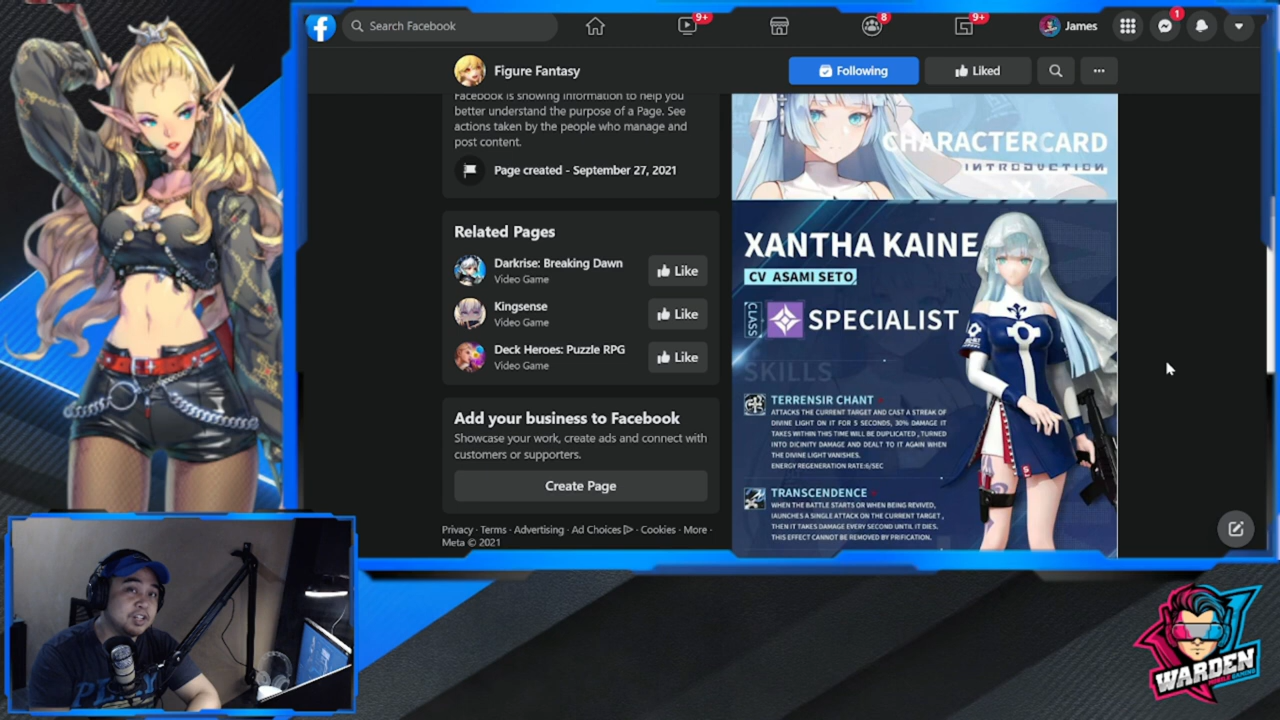 Search Facebook
9+
8
9+
James
1
Figure Fantasy
Following
Liked
Facebook is showing information to help you
better understand the purpose of a Page. See
actions taken by the people who manage and
post content.
Page created - September 27, 2021
Related Pages
Darkrise: Breaking Dawn
Video Game
Like
Kingsense
Video Game
Like
Deck Heroes: Puzzle RPG
Video Game
Like
Add your business to Facebook
Showcase your work, create ads and connect with
customers or supporters.
Create Page
Privacy · Terms · Advertising · Ad Choices · Cookies · More ·
Meta © 2021
CHARACTERCARD
INTRODUCTION
XANTHA KAINE
CV ASAMI SETO
CLASS
SPECIALIST
SKILLS
TERRENSIR CHANT
ATTACKS THE CURRENT TARGET AND CAST A STREAK OF
DIVINE LIGHT ON IT FOR 5 SECONDS, 30% DAMAGE IT
TAKES WITHIN THIS TIME WILL BE DUPLICATED , TURNED
INTO DICINITY DAMAGE AND DEALT TO IT AGAIN WHEN
THE DIVINE LIGHT VANISHES.
ENERGY REGENERATION RATE:6/SEC
TRANSCENDENCE
WHEN THE BATTLE STARTS OR WHEN BEING REVIVED,
LAUNCHES A SINGLE ATTACK ON THE CURRENT TARGET ,
THEN IT TAKES DAMAGE EVERY SECOND UNTIL IT DIES.
THIS EFFECT CANNOT BE REMOVED BY PRIFICATION.
WARDEN
MOBILE GAMING